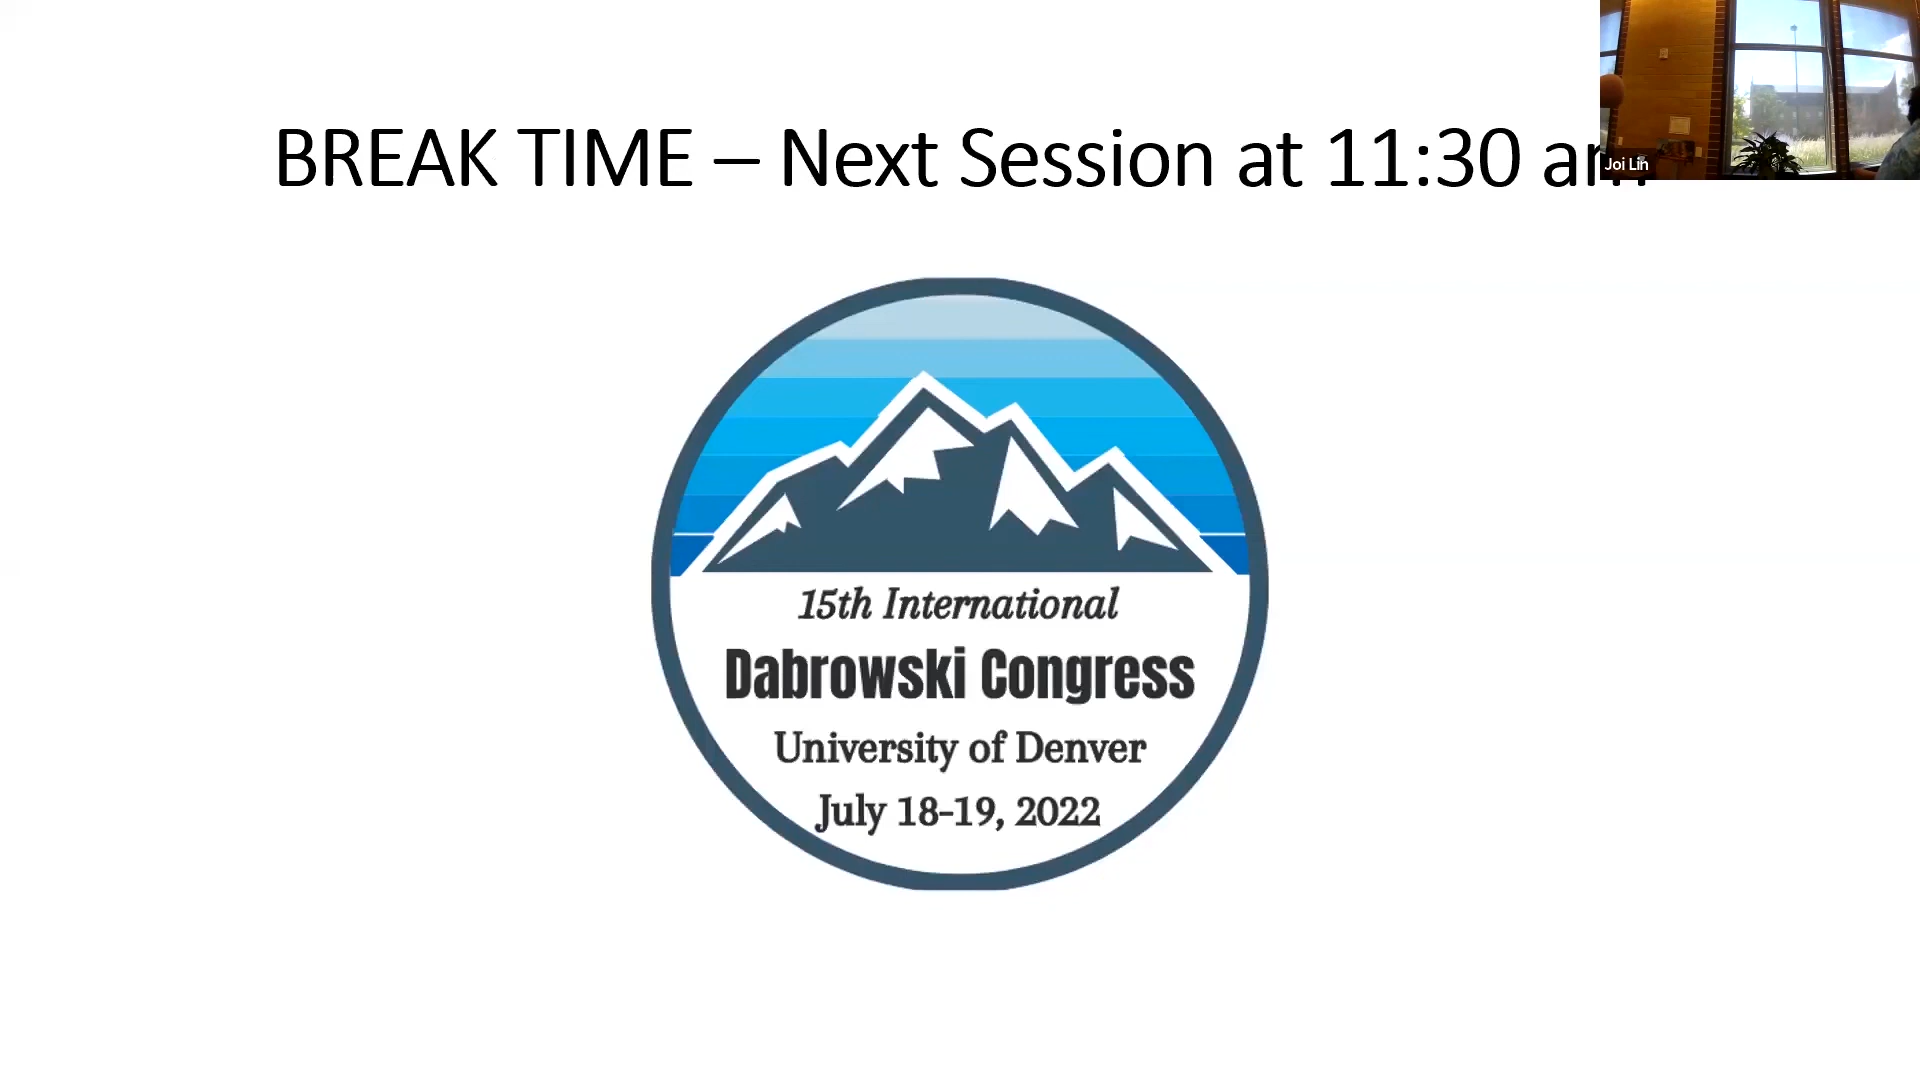 BREAK TIME – Next Session at 11:30 am
Joi Lin
15th International
Dabrowski Congress
University of Denver
July 18-19, 2022